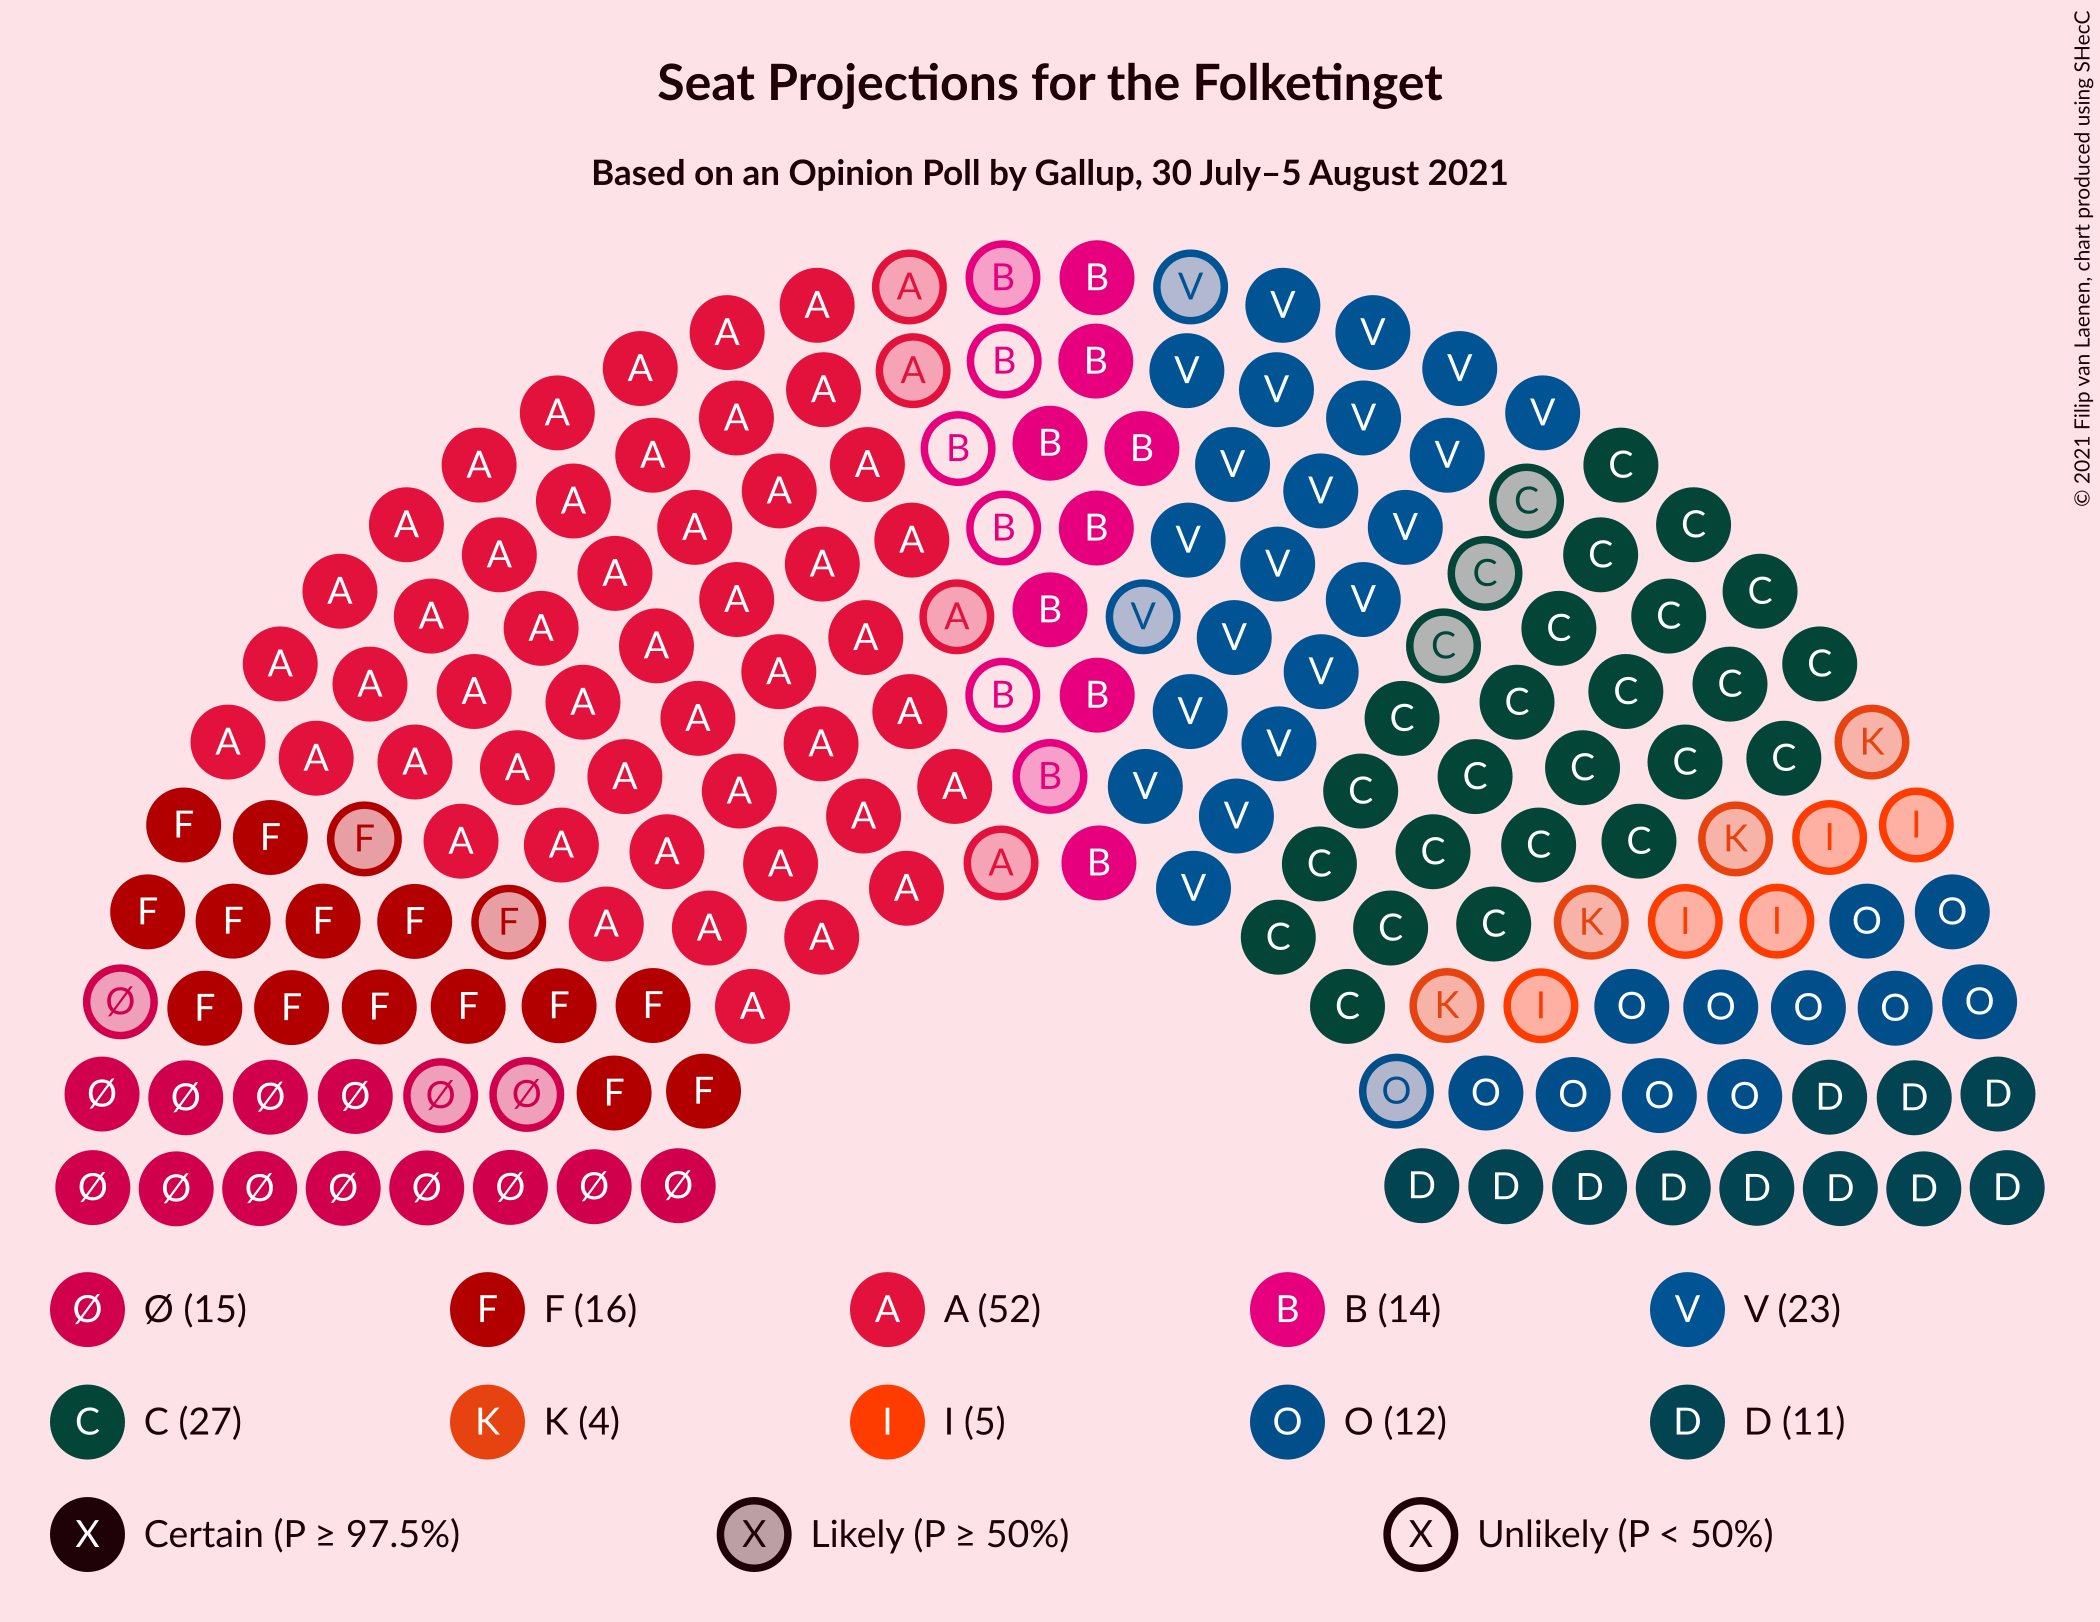 Seat Projections for the Folketinget
Based on an Opinion Poll by Gallup, 30 July–5 August 2021
© 2021 Filip van Laenen, chart produced using SHecC
A B B V
A V
A V
A A B B V V
A V
A A V V
A B B B V
A A V C
A A V C
A A B B V C
A V
A A A V C C
A A A A B V V C C
A A A V C C
A A A A V C C C
A A A B B V C C
A A A A A V C C C K
A A A B V C C
A V
F F F A A A A A B C C C C K I I
A V
F F F F F A A A C C C K I I O O
Ø F F F F F F A C K I O O O O O
Ø Ø Ø Ø Ø Ø F F O O O O O D D D
Ø Ø Ø Ø Ø Ø Ø Ø D D D D D D D D
Ø Ø (15) F F (16) A A (52) B B (14) V V (23)
C C (27) K K (4) I I (5) O O (12) D D (11)
X Certain (P ≥ 97.5%) X Likely (P ≥ 50%) X Unlikely (P < 50%)